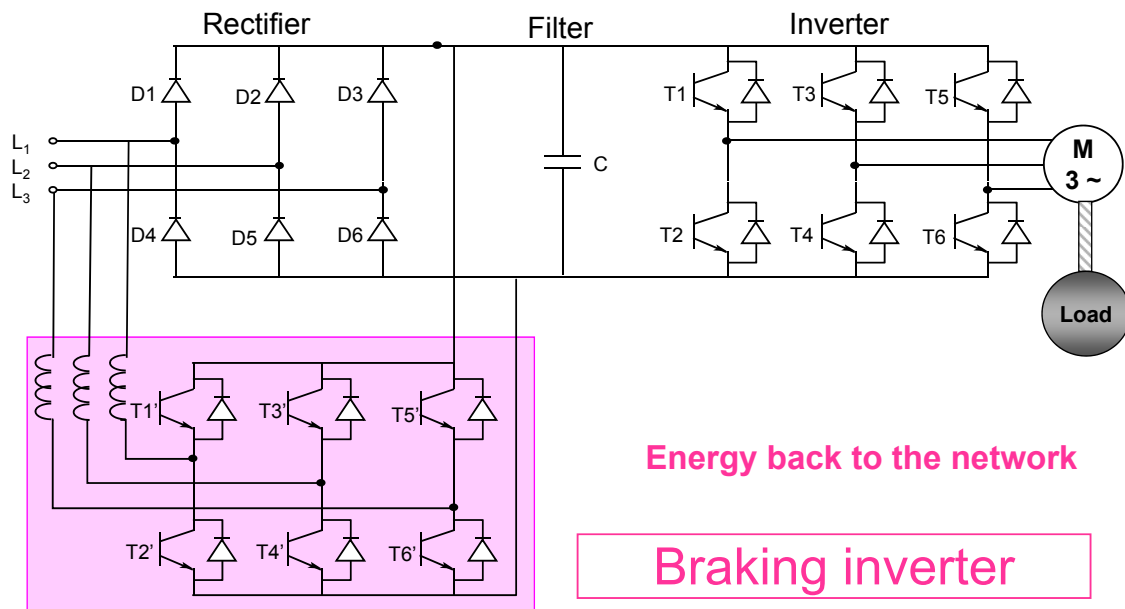 Rectifier Filter Inverter
D1 D2 D3 T1 T3 T5
L1
L2
L3
C
M
3 ~
D4 D5 D6 T2 T4 T6
Load
T1’ T3’ T5’
Energy back to the network
T2’ T4’ T6’
Braking inverter